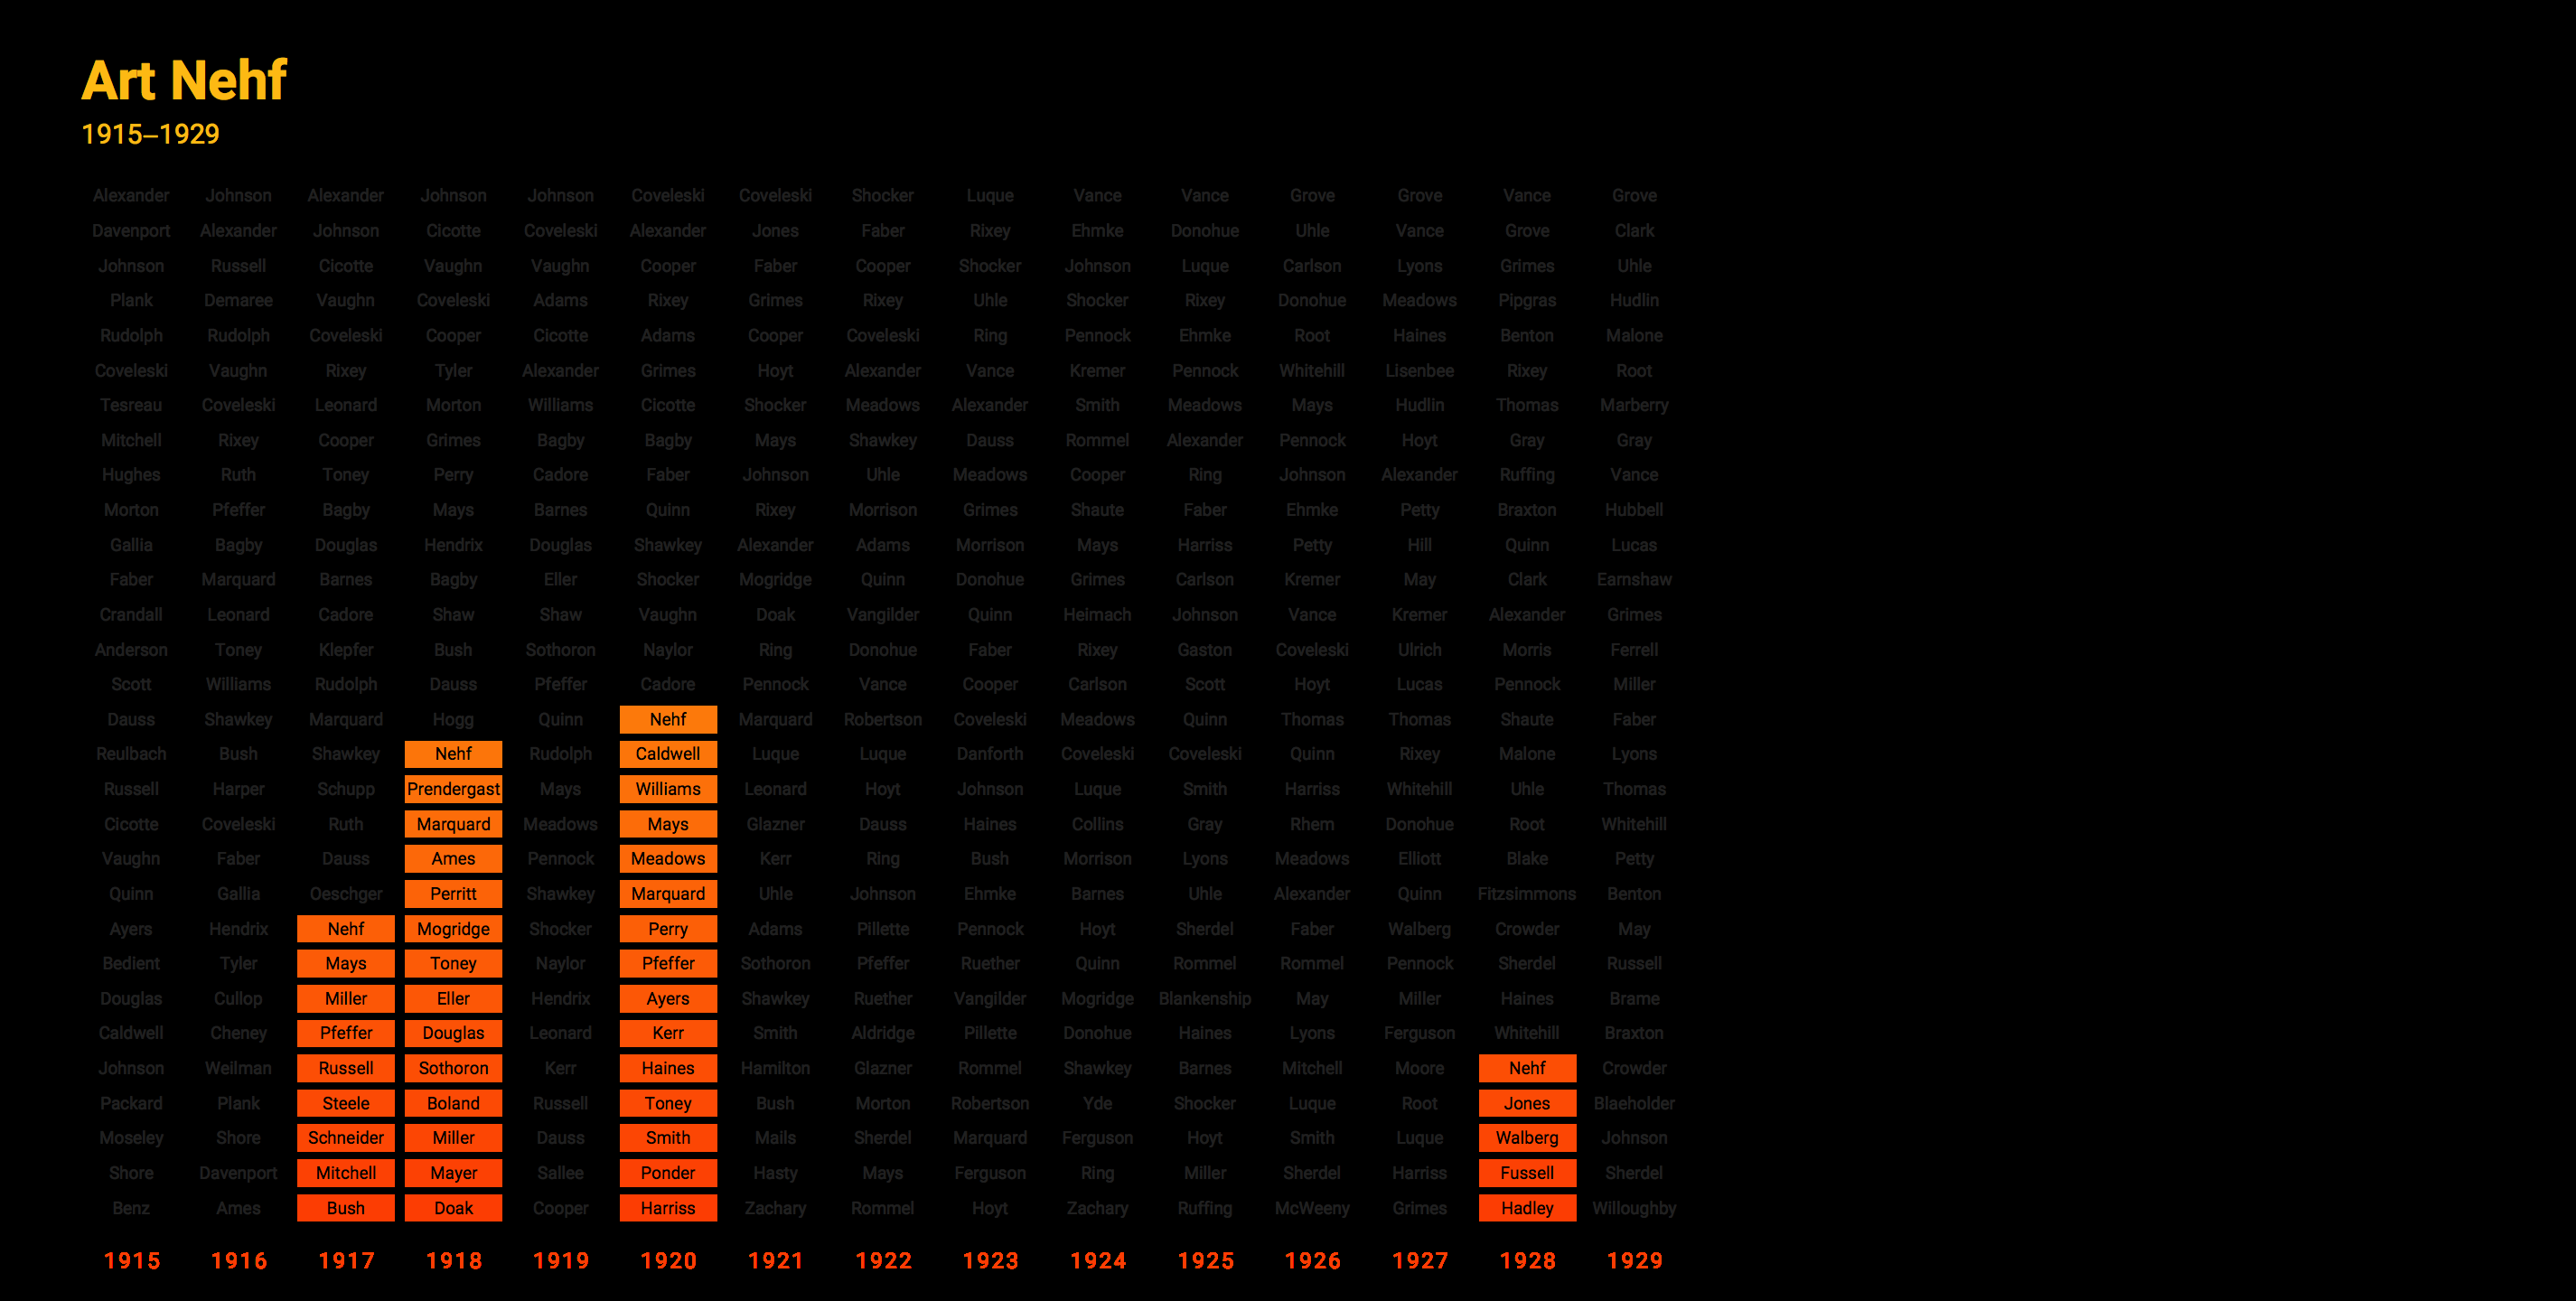 Art Nehf
1915–1929
Alexander Johnson Alexander Johnson Johnson Coveleski Coveleski Shocker Luque Vance Vance Grove Grove Vance Grove
Davenport Alexander Johnson Cicotte Coveleski Alexander Jones Faber Rixey Ehmke Donohue Uhle Vance Grove Clark
Johnson Russell Cicotte Vaughn Vaughn Cooper Faber Cooper Shocker Johnson Luque Carlson Lyons Grimes Uhle
Plank Demaree Vaughn Coveleski Adams Rixey Grimes Rixey Uhle Shocker Rixey Donohue Meadows Pipgras Hudlin
Rudolph Rudolph Coveleski Cooper Cicotte Adams Cooper Coveleski Ring Pennock Ehmke Root Haines Benton Malone
Coveleski Vaughn Rixey Tyler Alexander Grimes Hoyt Alexander Vance Kremer Pennock Whitehill Lisenbee Rixey Root
Tesreau Coveleski Leonard Morton Williams Cicotte Shocker Meadows Alexander Smith Meadows Mays Hudlin Thomas Marberry
Mitchell Rixey Cooper Grimes Bagby Bagby Mays Shawkey Dauss Rommel Alexander Pennock Hoyt Gray Gray
Hughes Ruth Toney Perry Cadore Faber Johnson Uhle Meadows Cooper Ring Johnson Alexander Ruffing Vance
Morton Pfeffer Bagby Mays Barnes Quinn Rixey Morrison Grimes Shaute Faber Ehmke Petty Braxton Hubbell
Gallia Bagby Douglas Hendrix Douglas Shawkey Alexander Adams Morrison Mays Harriss Petty Hill Quinn Lucas
Faber Marquard Barnes Bagby Eller Shocker Mogridge Quinn Donohue Grimes Carlson Kremer May Clark Earnshaw
Crandall Leonard Cadore Shaw Shaw Vaughn Doak Vangilder Quinn Heimach Johnson Vance Kremer Alexander Grimes
Anderson Toney Klepfer Bush Sothoron Naylor Ring Donohue Faber Rixey Gaston Coveleski Ulrich Morris Ferrell
Scott Williams Rudolph Dauss Pfeffer Cadore Pennock Vance Cooper Carlson Scott Hoyt Lucas Pennock Miller
Dauss Shawkey Marquard Hogg Quinn Nehf Marquard Robertson Coveleski Meadows Quinn Thomas Thomas Shaute Faber
Reulbach Bush Shawkey Nehf Rudolph Caldwell Luque Luque Danforth Coveleski Coveleski Quinn Rixey Malone Lyons
Russell Harper Schupp Prendergast Mays Williams Leonard Hoyt Johnson Luque Smith Harriss Whitehill Uhle Thomas
Cicotte Coveleski Ruth Marquard Meadows Mays Glazner Dauss Haines Collins Gray Rhem Donohue Root Whitehill
Vaughn Faber Dauss Ames Pennock Meadows Kerr Ring Bush Morrison Lyons Meadows Elliott Blake Petty
Quinn Gallia Oeschger Perritt Shawkey Marquard Uhle Johnson Ehmke Barnes Uhle Alexander Quinn Fitzsimmons Benton
Ayers Hendrix Nehf Mogridge Shocker Perry Adams Pillette Pennock Hoyt Sherdel Faber Walberg Crowder May
Bedient Tyler Mays Toney Naylor Pfeffer Sothoron Pfeffer Ruether Quinn Rommel Rommel Pennock Sherdel Russell
Douglas Cullop Miller Eller Hendrix Ayers Shawkey Ruether Vangilder Mogridge Blankenship May Miller Haines Brame
Caldwell Cheney Pfeffer Douglas Leonard Kerr Smith Aldridge Pillette Donohue Haines Lyons Ferguson Whitehill Braxton
Johnson Weilman Russell Sothoron Kerr Haines Hamilton Glazner Rommel Shawkey Barnes Mitchell Moore Nehf Crowder
Packard Plank Steele Boland Russell Toney Bush Morton Robertson Yde Shocker Luque Root Jones Blaeholder
Moseley Shore Schneider Miller Dauss Smith Mails Sherdel Marquard Ferguson Hoyt Smith Luque Walberg Johnson
Shore Davenport Mitchell Mayer Sallee Ponder Hasty Mays Ferguson Ring Miller Sherdel Harriss Fussell Sherdel
Benz Ames Bush Doak Cooper Harriss Zachary Rommel Hoyt Zachary Ruffing McWeeny Grimes Hadley Willoughby
1915 1916 1917 1918 1919 1920 1921 1922 1923 1924 1925 1926 1927 1928 1929